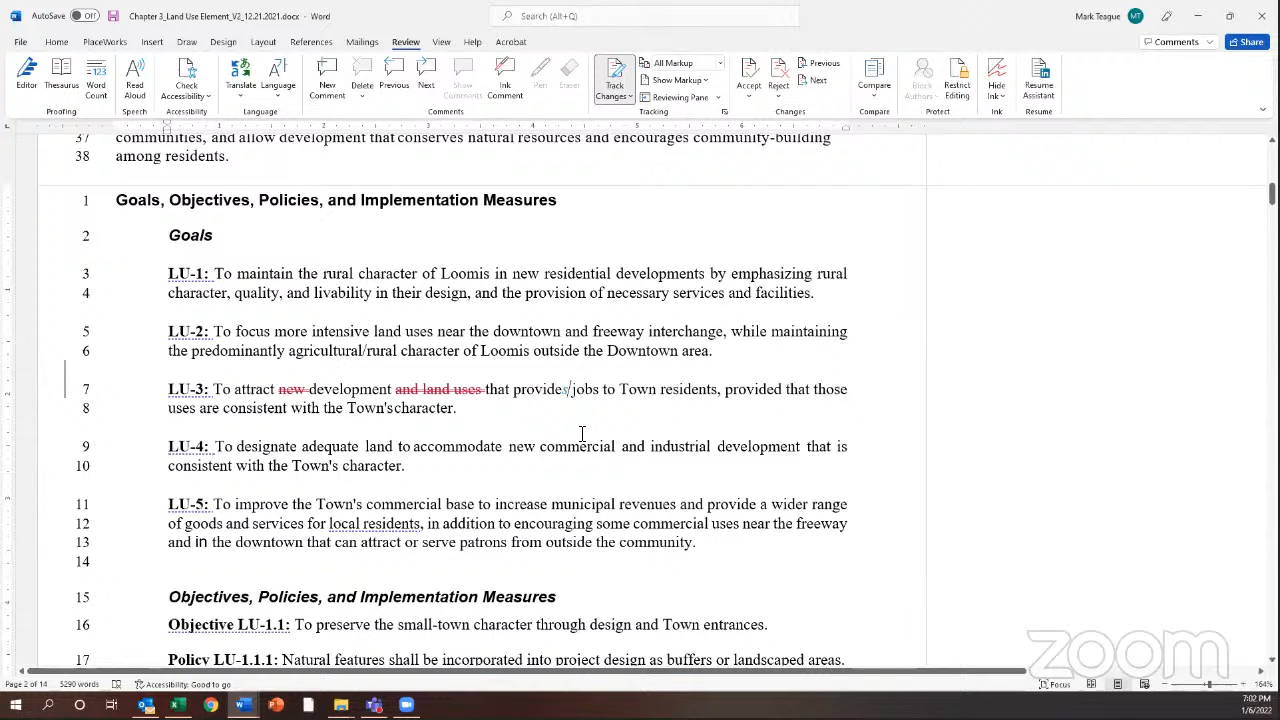 AutoSave Off Chapter 3_Land Use Element_V2_12.21.2021.docx - Word Search (Alt+Q) Mark Teague MT
File Home PlaceWorks Insert Draw Design Layout References Mailings Review View Help Acrobat Comments Share
Editor Thesaurus Word Count Read Aloud Check Accessibility Translate Language New Comment Delete Previous Next Show Comments Ink Comment Pen Eraser Track Changes All Markup Show Markup Reviewing Pane Accept Reject Previous Next Compare Block Authors Restrict Editing Hide Ink Resume Assistant
Proofing Speech Accessibility Language Comments Tracking Changes Compare Protect Ink Resume
37 communities, and allow development that conserves natural resources and encourages community-building
38 among residents.
1 Goals, Objectives, Policies, and Implementation Measures
2 Goals
3 LU-1: To maintain the rural character of Loomis in new residential developments by emphasizing rural
4 character, quality, and livability in their design, and the provision of necessary services and facilities.
5 LU-2: To focus more intensive land uses near the downtown and freeway interchange, while maintaining
6 the predominantly agricultural/rural character of Loomis outside the Downtown area.
7 LU-3: To attract new development and land uses that provides jobs to Town residents, provided that those
8 uses are consistent with the Town's character.
9 LU-4: To designate adequate land to accommodate new commercial and industrial development that is
10 consistent with the Town's character.
11 LU-5: To improve the Town's commercial base to increase municipal revenues and provide a wider range
12 of goods and services for local residents, in addition to encouraging some commercial uses near the freeway
13 and in the downtown that can attract or serve patrons from outside the community.
14
15 Objectives, Policies, and Implementation Measures
16 Objective LU-1.1: To preserve the small-town character through design and Town entrances.
17 Policy LU-1.1.1: Natural features shall be incorporated into project design as buffers or landscaped areas.
zoom
Page 2 of 14 5290 words Accessibility: Good to go Focus 164%
7:02 PM
1/6/2022